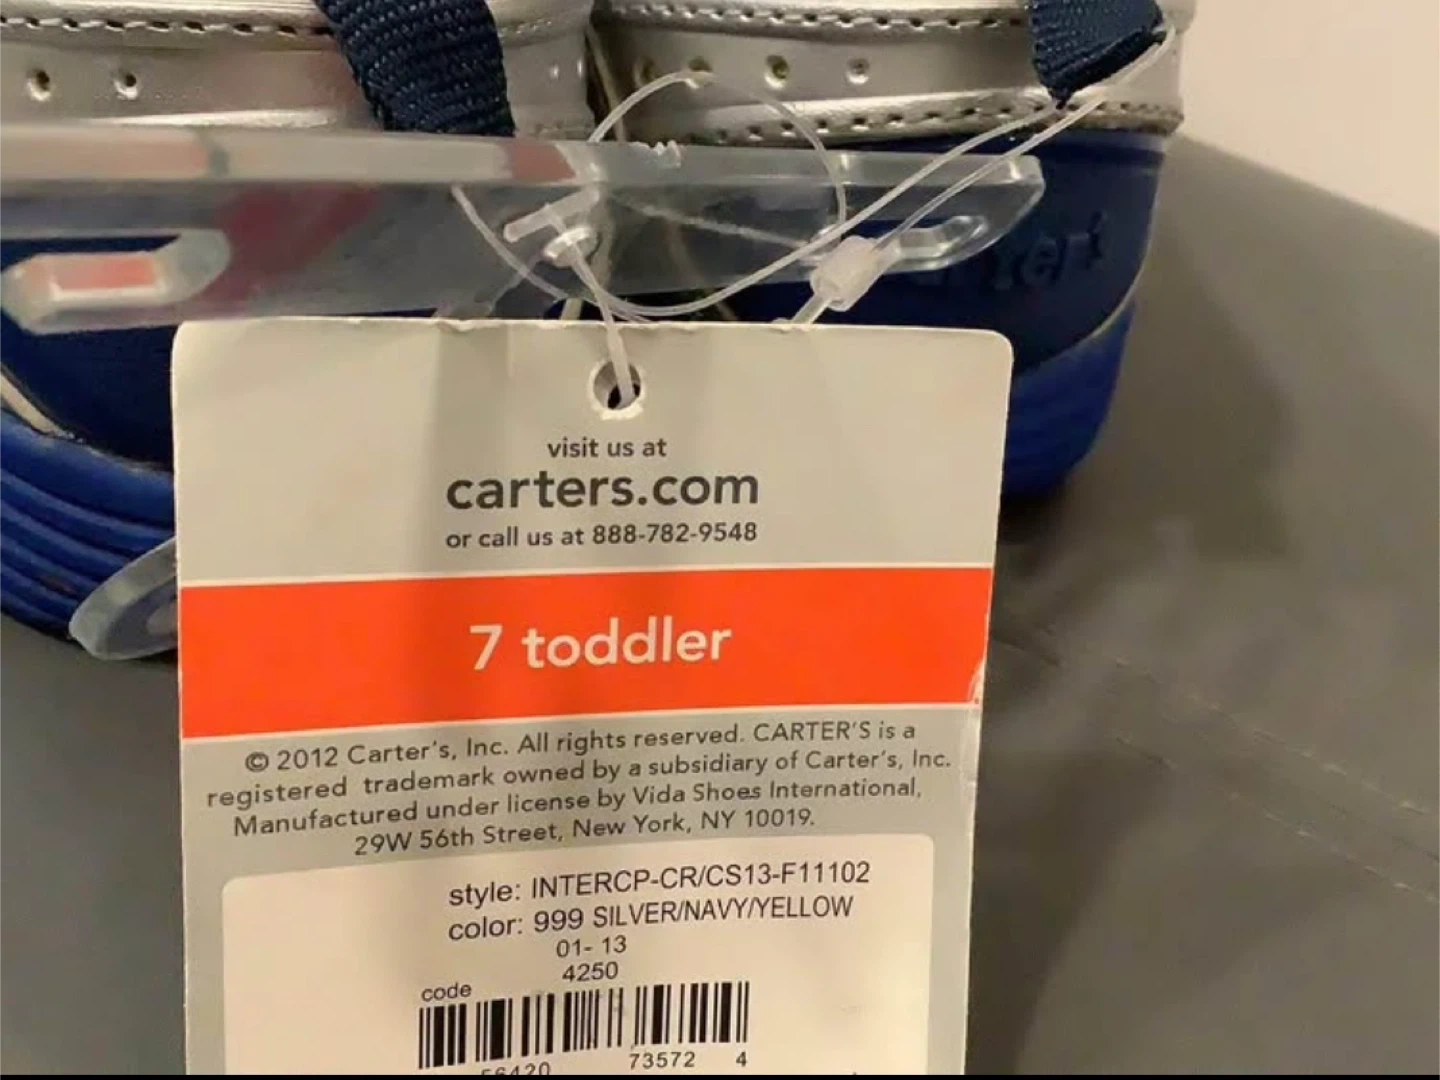 visit us at
carters.com
or call us at 888-782-9548
7 toddler
© 2012 Carter's, Inc. All rights reserved. CARTER'S is a
registered trademark owned by a subsidiary of Carter's, Inc.
Manufactured under license by Vida Shoes International,
29W 56th Street, New York, NY 10019.
style: INTERCP-CR/CS13-F11102
color: 999 SILVER/NAVY/YELLOW
01- 13
4250
code
56420 73572 4